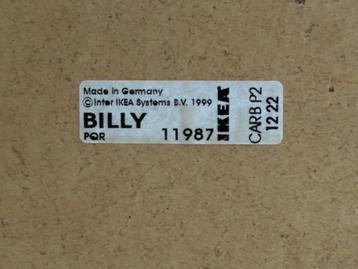 Made in Germany
© Inter IKEA Systems B.V. 1999
BILLY
PQR 11987
IKEA
CARB P2
12 22